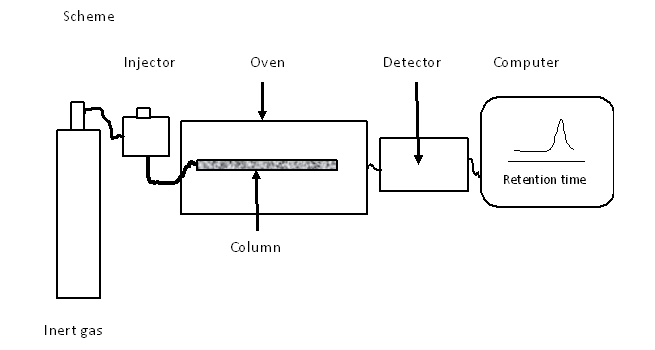 Scheme
Injector
Oven
Detector
Computer
Retention time
Column
Inert gas